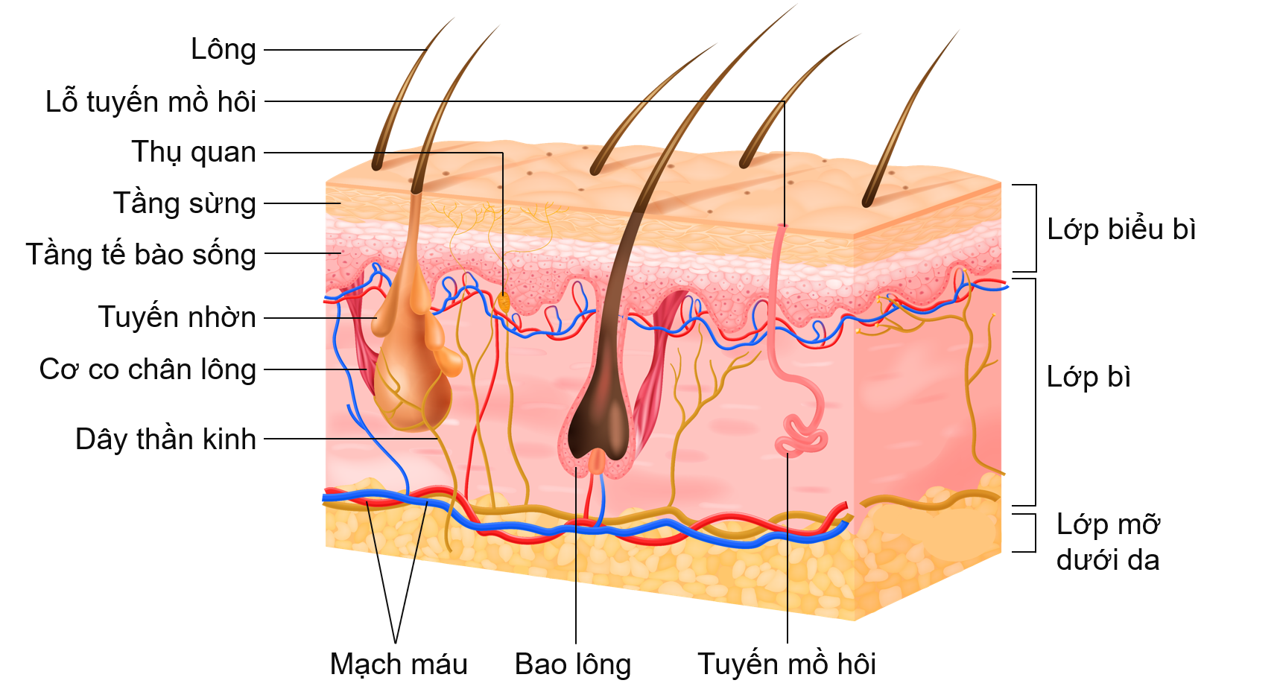 Lông
Lỗ tuyến mồ hôi
Thụ quan
Tầng sừng
Tầng tế bào sống
Tuyến nhờn
Cơ co chân lông
Dây thần kinh
Mạch máu
Bao lông
Tuyến mồ hôi
Lớp biểu bì
Lớp bì
Lớp mỡ
dưới da